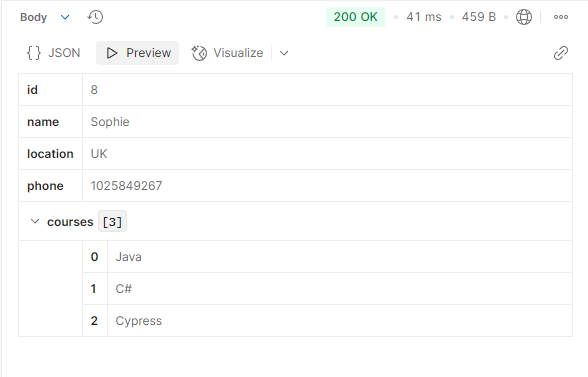 Body 200 OK 41 ms 459 B
{} JSON Preview Visualize
id 8
name Sophie
location UK
phone 1025849267
courses [3]
0 Java
1 C#
2 Cypress